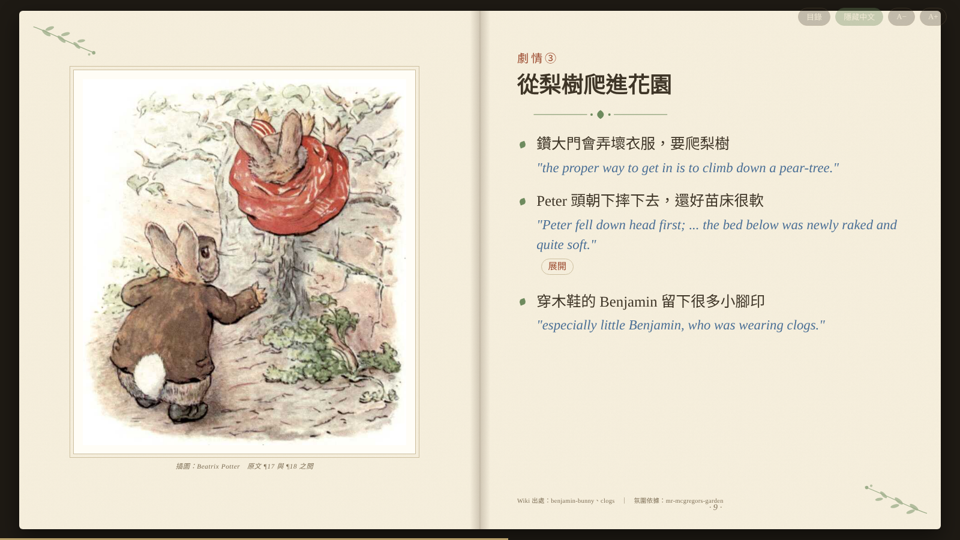 目錄 隱藏中文 A− A+
劇情③
從梨樹爬進花園
鑽大門會弄壞衣服，要爬梨樹
"the proper way to get in is to climb down a pear-tree."
Peter 頭朝下摔下去，還好苗床很軟
"Peter fell down head first; ... the bed below was newly raked and
quite soft."
展開
穿木鞋的 Benjamin 留下很多小腳印
"especially little Benjamin, who was wearing clogs."
插圖：Beatrix Potter 原文 ¶17 與 ¶18 之間
Wiki 出處：benjamin-bunny、clogs ｜ 氛圍依據：mr-mcgregors-garden
· 9 ·